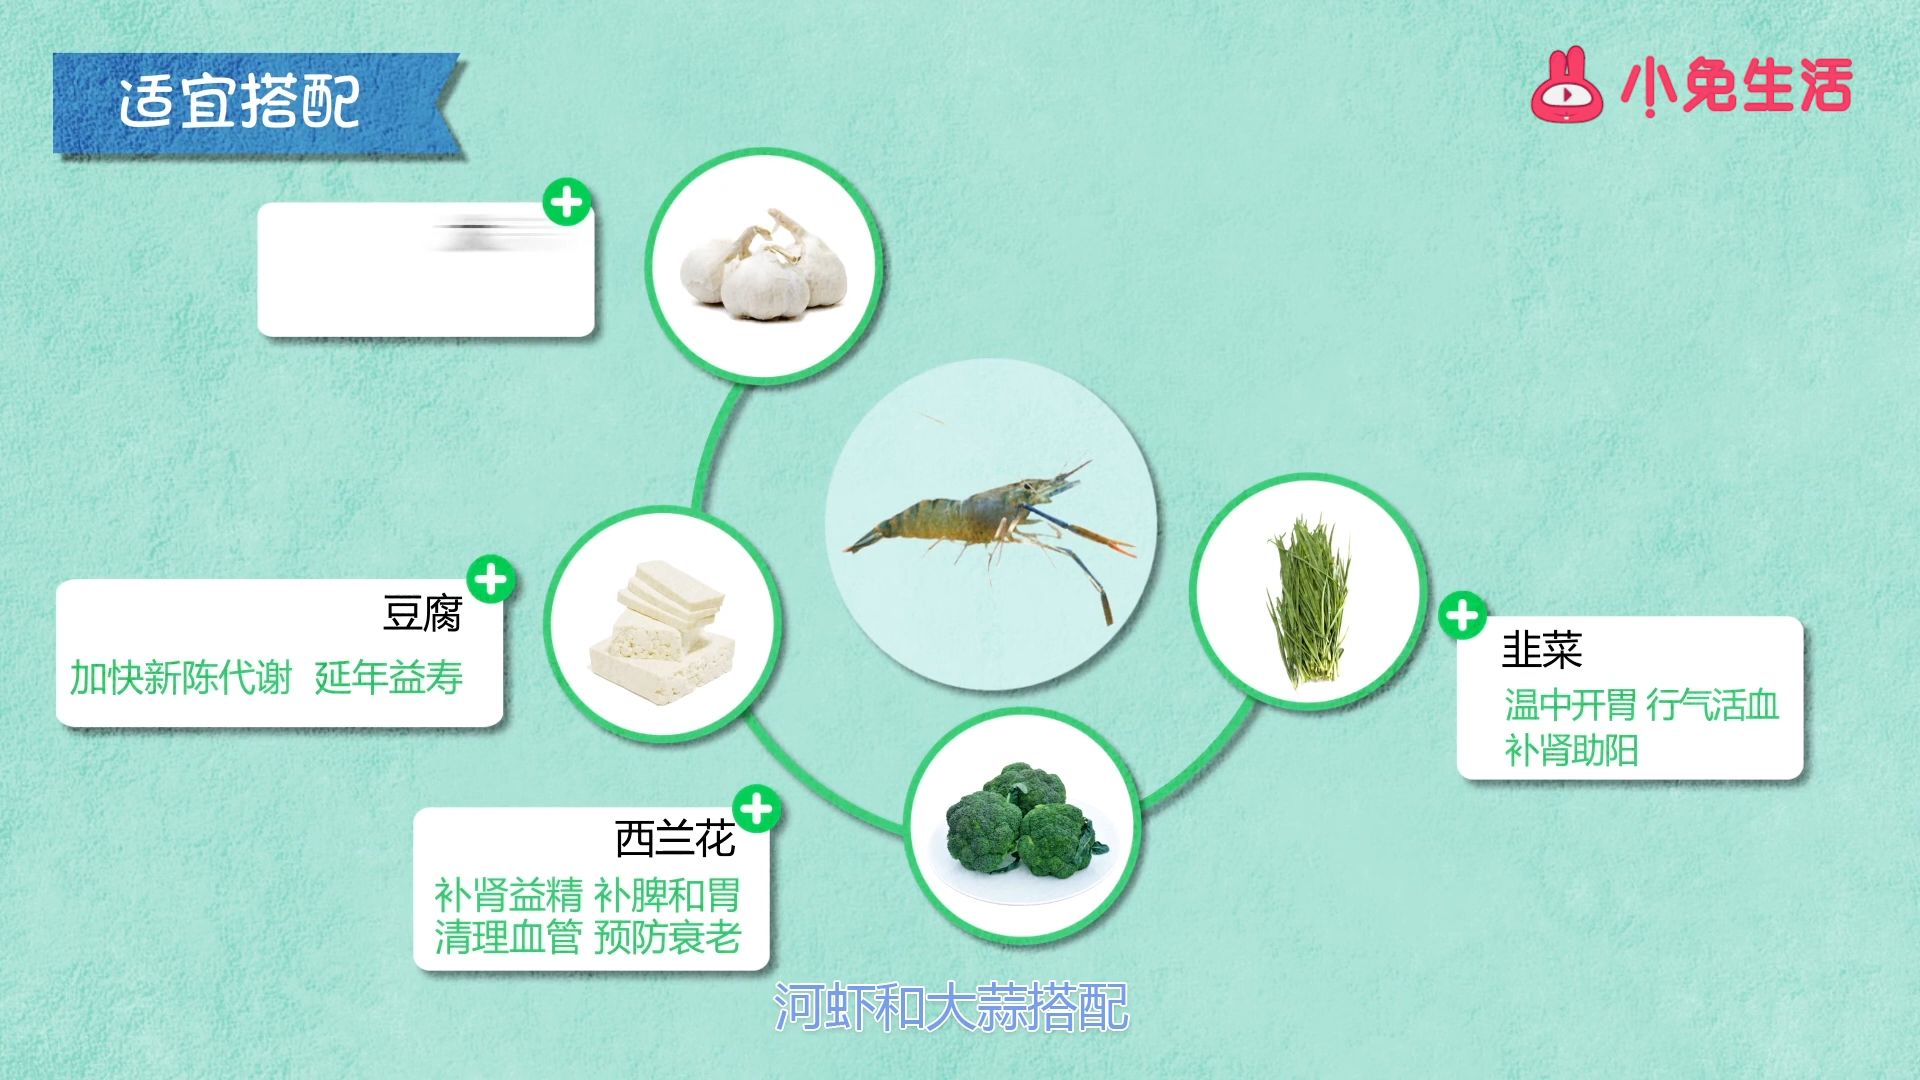 适宜搭配
小兔生活
豆腐
加快新陈代谢 延年益寿
西兰花
补肾益精 补脾和胃
清理血管 预防衰老
韭菜
温中开胃 行气活血
补肾助阳
河虾和大蒜搭配